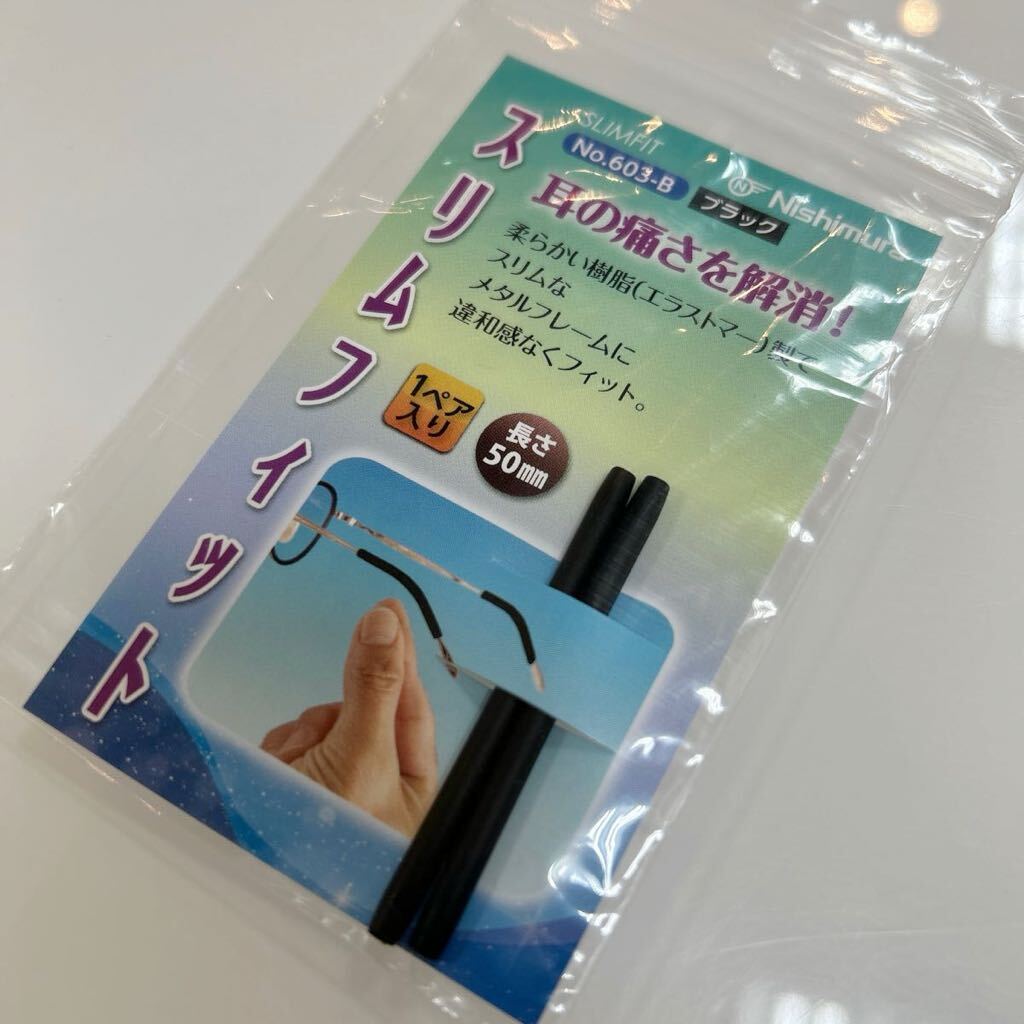 スリムフィット
SLIMFIT
No.603-B
ブラック
NF Nishimura
耳の痛さを解消!
柔らかい樹脂(エラストマー)製で
スリムな
メタルフレームに
違和感なくフィット。
1ペア
入り
長さ
50mm